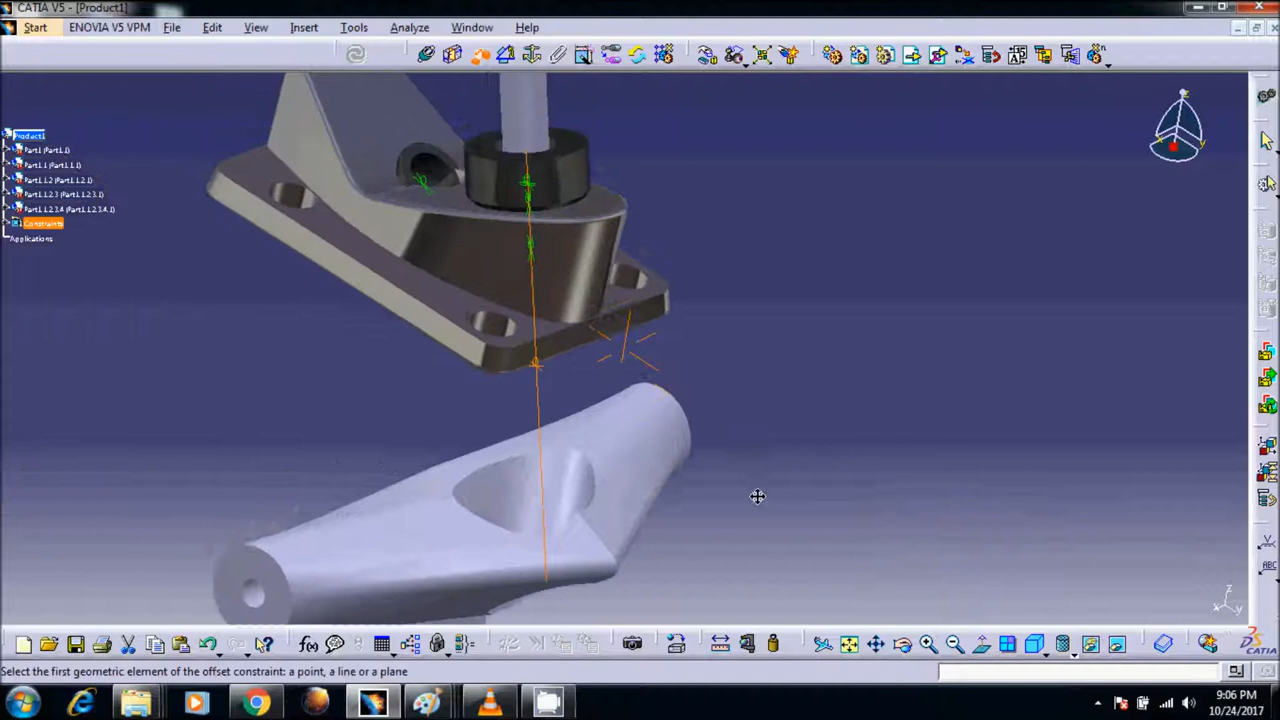 CATIA V5 - [Product1]
Start ENOVIA V5 VPM File Edit View Insert Tools Analyze Window Help
Product1
Part1 (Part1.1)
Part1.1 (Part1.1.1)
Part1.1.2 (Part1.1.2.1)
Part1.1.2.3 (Part1.1.2.3.1)
Part1.1.2.3.4 (Part1.1.2.3.4.1)
Constraints
Applications
z
y
z
x y
V
ABC
f(x)
CATIA
Select the first geometric element of the offset constraint: a point, a line or a plane
9:06 PM
10/24/2017